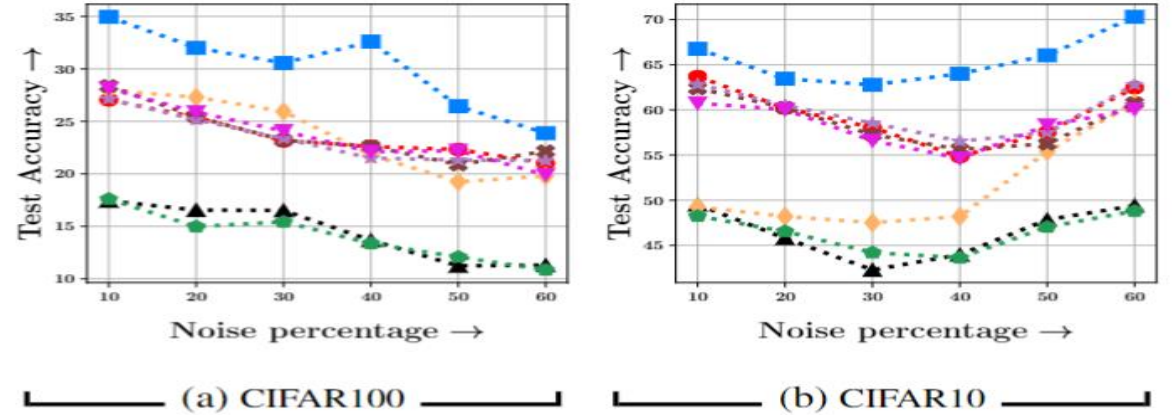 35
30
25
20
15
10
Test Accuracy →
10 20 30 40 50 60
Noise percentage →
(a) CIFAR100
70
65
60
55
50
45
Test Accuracy →
10 20 30 40 50 60
Noise percentage →
(b) CIFAR10